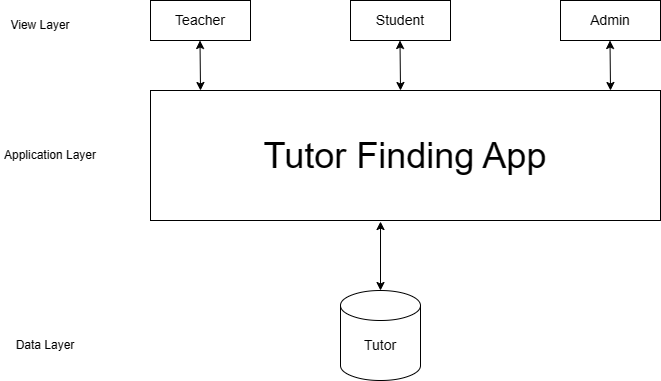 View Layer
Teacher
Student
Admin
Application Layer
Tutor Finding App
Data Layer
Tutor